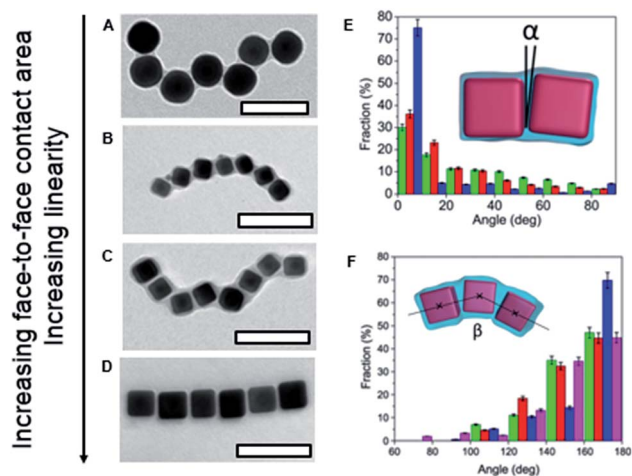 Increasing face-to-face contact area
Increasing linearity
A
B
C
D
E
Fraction (%)
80
70
60
50
40
30
20
10
0
α
0 20 40 60 80
Angle (deg)
F
Fraction (%)
80
70
60
50
40
30
20
10
0
β
60 80 100 120 140 160 180
Angle (deg)